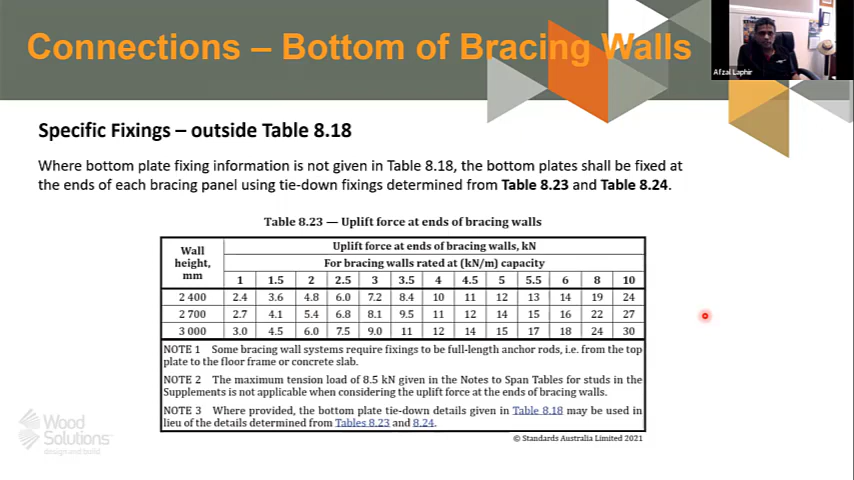 Connections – Bottom of Bracing Walls
Afzal Laphir
Specific Fixings – outside Table 8.18
Where bottom plate fixing information is not given in Table 8.18, the bottom plates shall be fixed at
the ends of each bracing panel using tie-down fixings determined from Table 8.23 and Table 8.24.
Table 8.23 — Uplift force at ends of bracing walls
Wall height, mm
Uplift force at ends of bracing walls, kN
For bracing walls rated at (kN/m) capacity
1 1.5 2 2.5 3 3.5 4 4.5 5 5.5 6 8 10
2 400 2.4 3.6 4.8 6.0 7.2 8.4 10 11 12 13 14 19 24
2 700 2.7 4.1 5.4 6.8 8.1 9.5 11 12 14 15 16 22 27
3 000 3.0 4.5 6.0 7.5 9.0 11 12 14 15 17 18 24 30
NOTE 1 Some bracing wall systems require fixings to be full-length anchor rods, i.e. from the top
plate to the floor frame or concrete slab.
NOTE 2 The maximum tension load of 8.5 kN given in the Notes to Span Tables for studs in the
Supplements is not applicable when considering the uplift force at the ends of bracing walls.
NOTE 3 Where provided, the bottom plate tie-down details given in Table 8.18 may be used in
lieu of the details determined from Tables 8.23 and 8.24.
© Standards Australia Limited 2021
Wood
Solutions
design and build